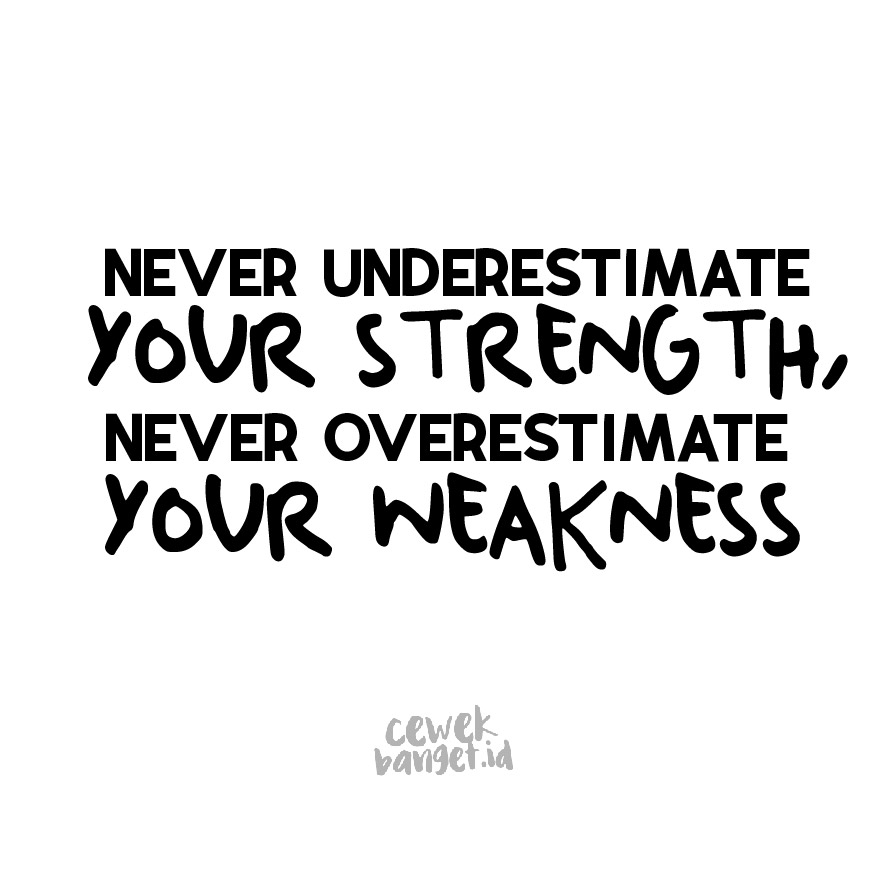 NEVER UNDERESTIMATE
YOUR STRENGTH,
NEVER OVERESTIMATE
YOUR WEAKNESS
cewek
banget.id